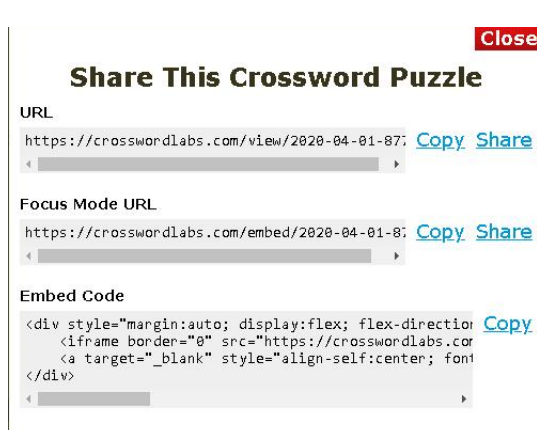 Close
Share This Crossword Puzzle
URL
https://crosswordlabs.com/view/2020-04-01-87 Copy Share
Focus Mode URL
https://crosswordlabs.com/embed/2020-04-01-8 Copy Share
Embed Code
<div style="margin:auto; display:flex; flex-direction Copy
<iframe border="0" src="https://crosswordlabs.com
<a target="_blank" style="align-self:center; font
</div>